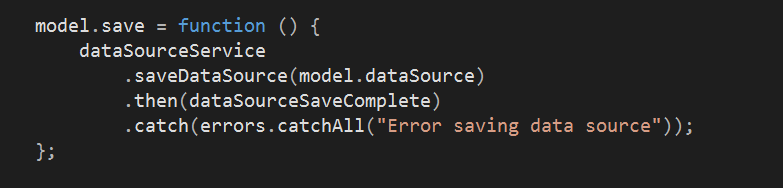 model.save = function () {
    dataSourceService
        .saveDataSource(model.dataSource)
        .then(dataSourceSaveComplete)
        .catch(errors.catchAll("Error saving data source"));
};